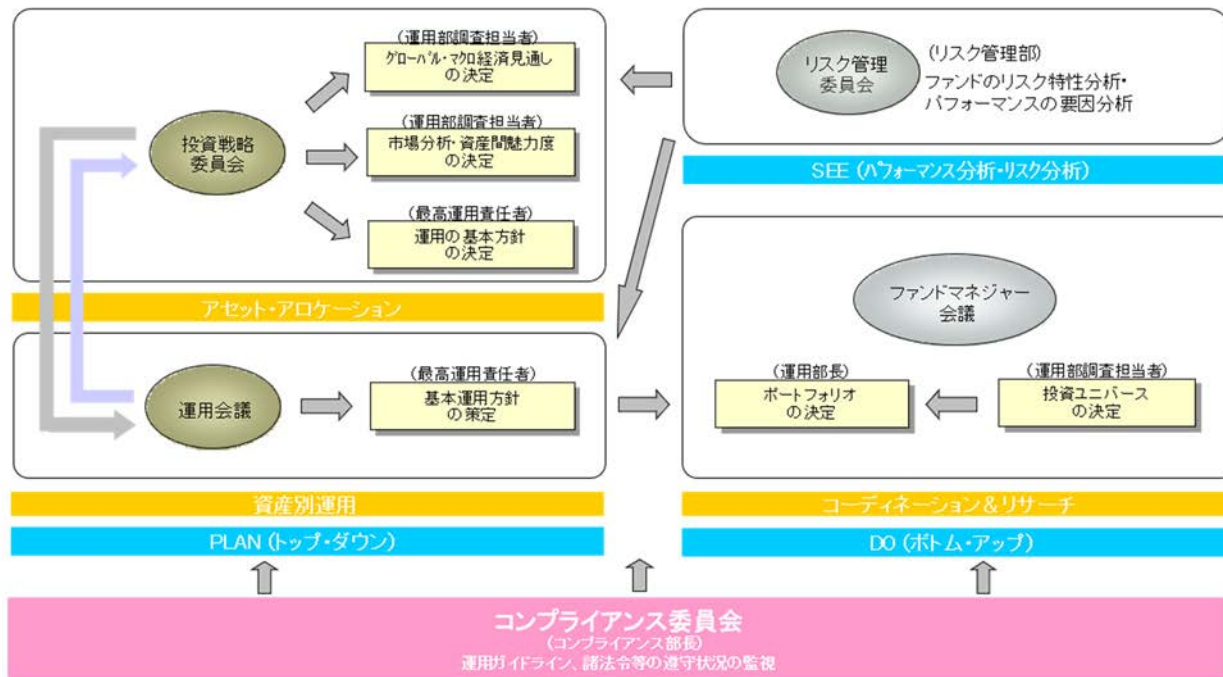 (運用部調査担当者)
グローバル・マクロ経済見通し
の決定
投資戦略
委員会
(運用部調査担当者)
市場分析・資産間魅力度
の決定
(最高運用責任者)
運用の基本方針
の決定
アセット・アロケーション
運用会議
(最高運用責任者)
基本運用方針
の策定
資産別運用
PLAN (トップ・ダウン)
リスク管理
委員会
(リスク管理部)
ファンドのリスク特性分析・
パフォーマンスの要因分析
SEE (パフォーマンス分析・リスク分析)
ファンドマネジャー
会議
(運用部長)
ポートフォリオ
の決定
(運用部調査担当者)
投資ユニバース
の決定
コーディネーション&リサーチ
DO (ボトム・アップ)
コンプライアンス委員会
(コンプライアンス部長)
運用ガイドライン、諸法令等の遵守状況の監視